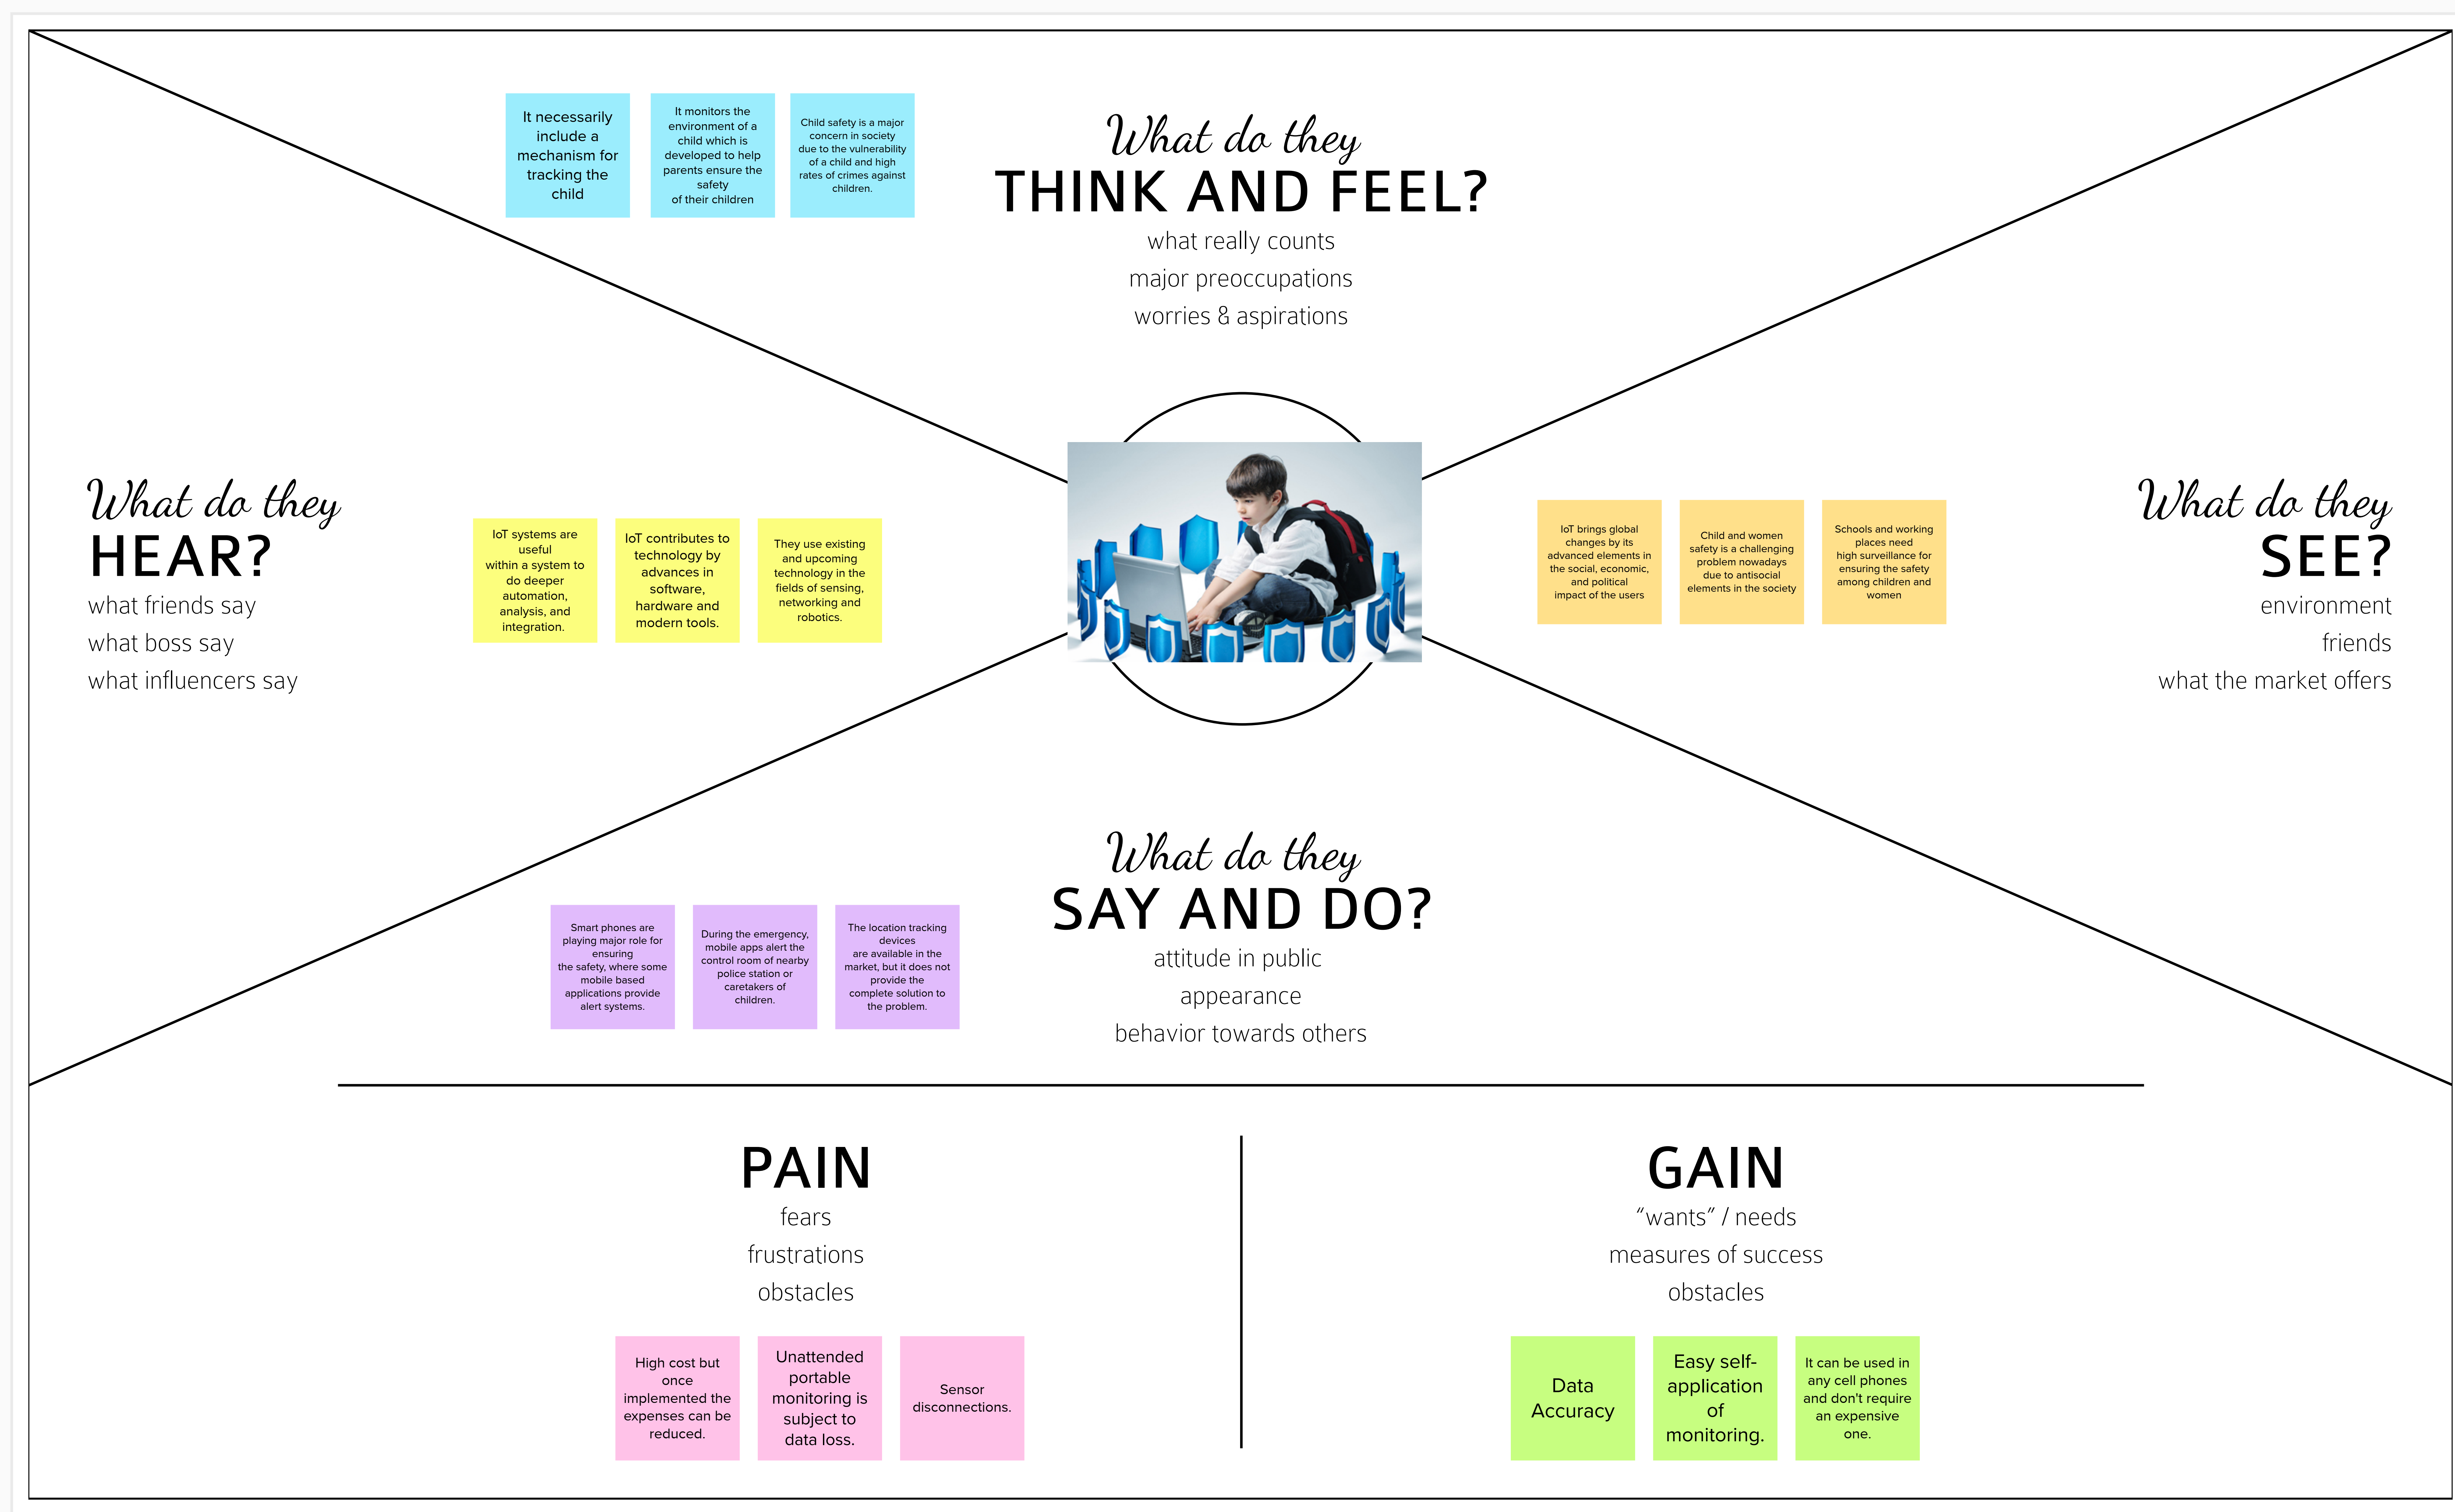 It necessarily
include a
mechanism for
tracking the
child
It monitors the
environment of a
child which is
developed to help
parents ensure the
safety
of their children
Child safety is a major
concern in society
due to the vulnerability
of a child and high
rates of crimes against
children.
What do they
THINK AND FEEL?
what really counts
major preoccupations
worries & aspirations
What do they
HEAR?
what friends say
what boss say
what influencers say
IoT systems are
useful
within a system to
do deeper
automation,
analysis, and
integration.
IoT contributes to
technology by
advances in
software,
hardware and
modern tools.
They use existing
and upcoming
technology in the
fields of sensing,
networking and
robotics.
IoT brings global
changes by its
advanced elements in
the social, economic,
and political
impact of the users
Child and women
safety is a challenging
problem nowadays
due to antisocial
elements in the society
Schools and working
places need
high surveillance for
ensuring the safety
among children and
women
What do they
SEE?
environment
friends
what the market offers
Smart phones are
playing major role for
ensuring
the safety, where some
mobile based
applications provide
alert systems.
During the emergency,
mobile apps alert the
control room of nearby
police station or
caretakers of
children.
The location tracking
devices
are available in the
market, but it does not
provide the
complete solution to
the problem.
What do they
SAY AND DO?
attitude in public
appearance
behavior towards others
PAIN
fears
frustrations
obstacles
High cost but
once
implemented the
expenses can be
reduced.
Unattended
portable
monitoring is
subject to
data loss.
Sensor
disconnections.
GAIN
“wants” / needs
measures of success
obstacles
Data
Accuracy
Easy self-
application
of
monitoring.
It can be used in
any cell phones
and don't require
an expensive
one.